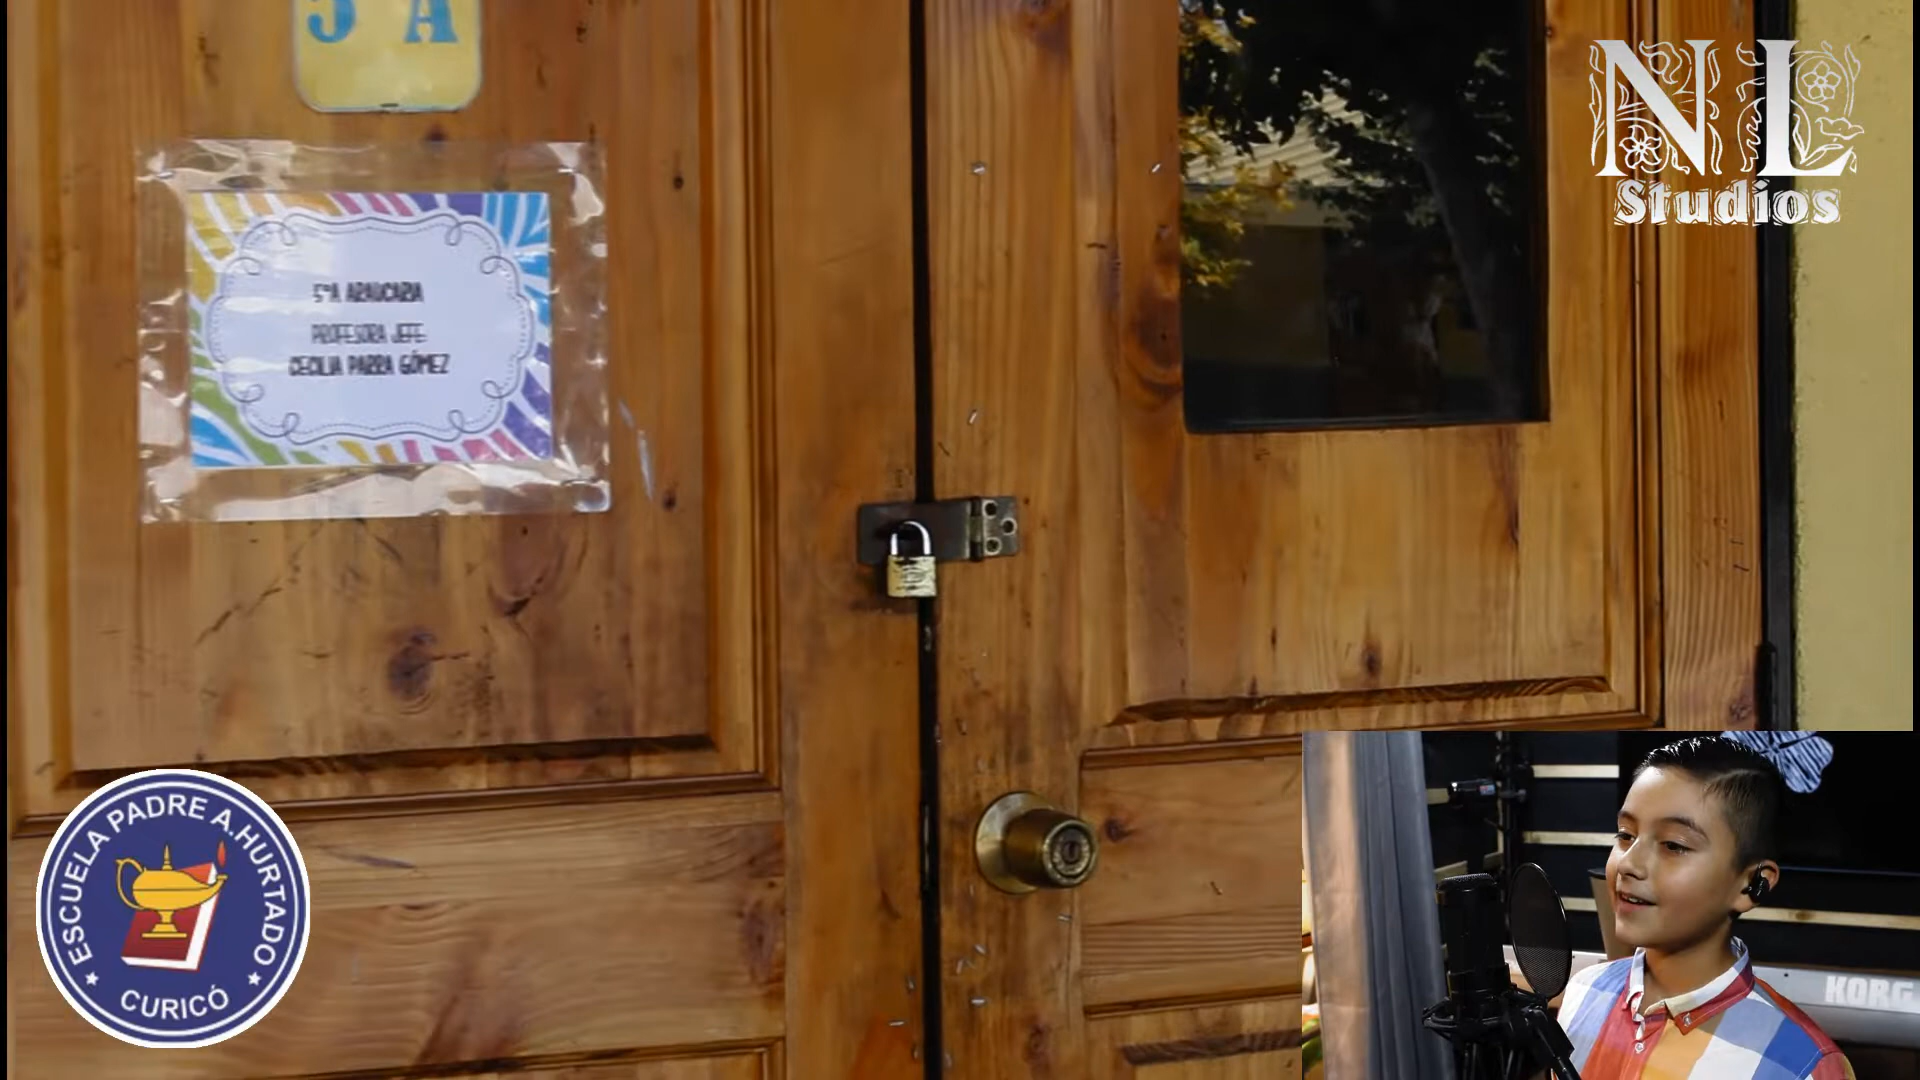 5 A
NL
Studios
5°A ARAUCARIA
PROFESORA JEFE:
CECILIA PARRA GÓMEZ
ESCUELA PADRE A. HURTADO
CURICÓ
KORG